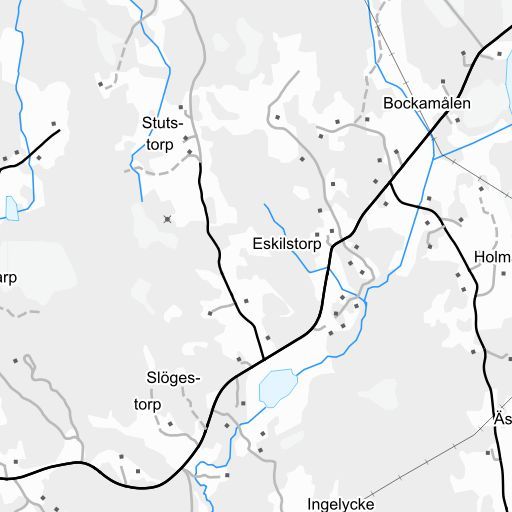 Bockamålen
Stuts-
torp
Eskilstorp
Holm
arp
Slöges-
torp
Äs
Ingelycke